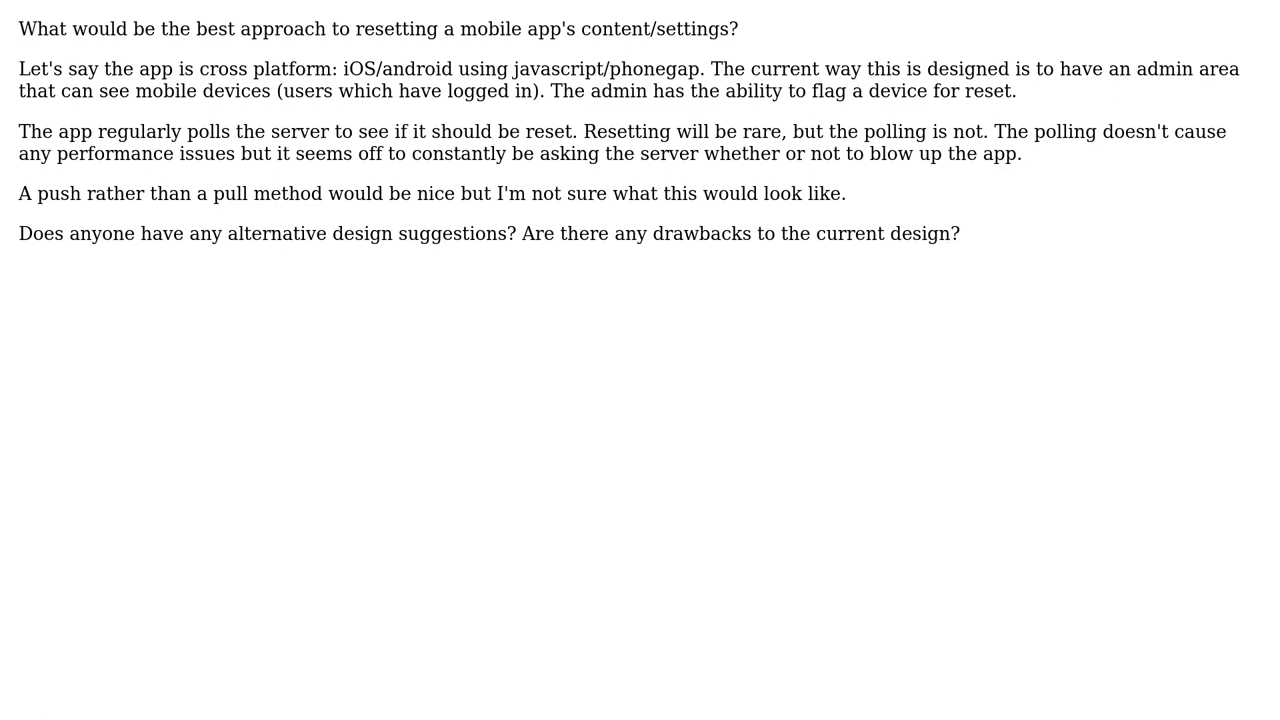 What would be the best approach to resetting a mobile app's content/settings?
Let's say the app is cross platform: iOS/android using javascript/phonegap. The current way this is designed is to have an admin area
that can see mobile devices (users which have logged in). The admin has the ability to flag a device for reset.
The app regularly polls the server to see if it should be reset. Resetting will be rare, but the polling is not. The polling doesn't cause
any performance issues but it seems off to constantly be asking the server whether or not to blow up the app.
A push rather than a pull method would be nice but I'm not sure what this would look like.
Does anyone have any alternative design suggestions? Are there any drawbacks to the current design?